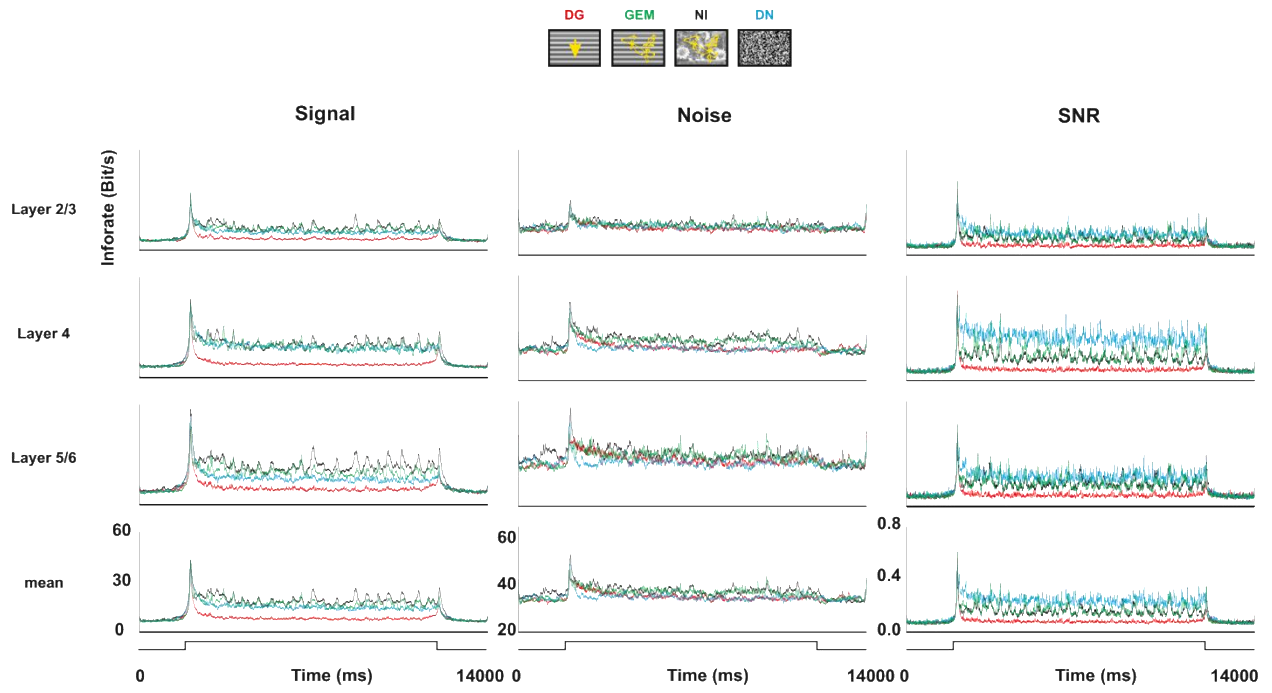 DG GEM NI DN
Signal Noise SNR
Inforate (Bit/s)
Layer 2/3
Layer 4
Layer 5/6
mean
60
30
0
60
40
20
0.8
0.4
0.0
0 Time (ms) 14000
0 Time (ms) 14000
0 Time (ms) 14000